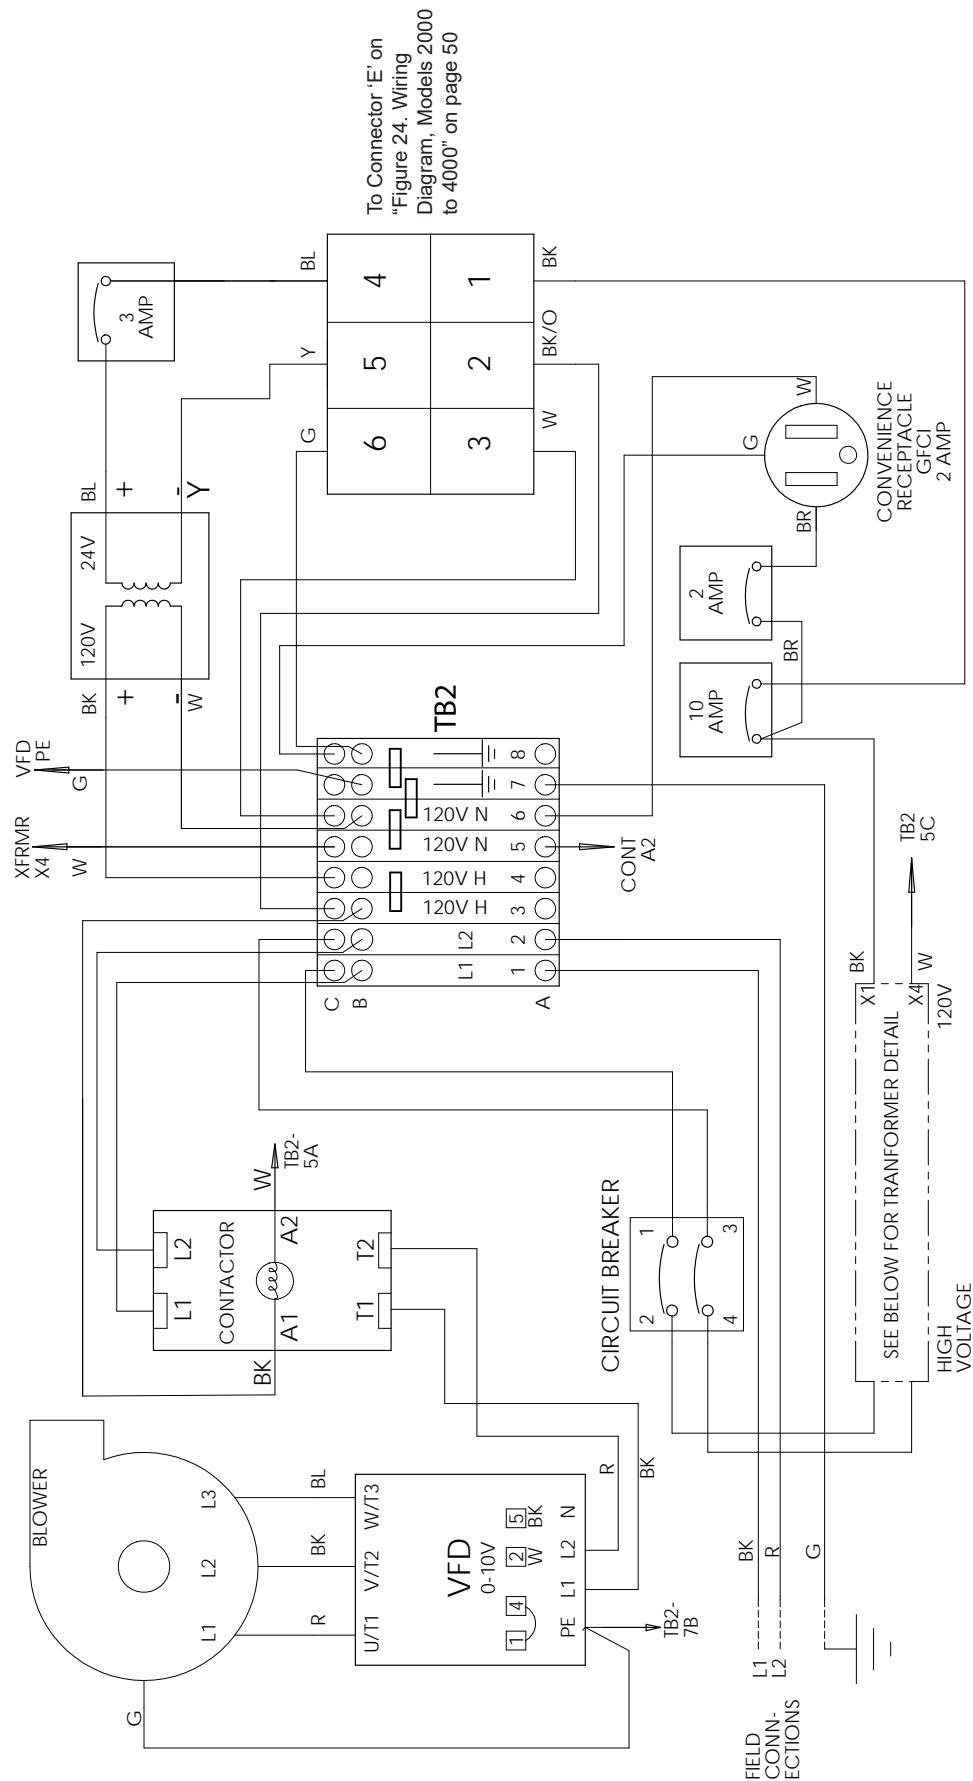 To Connector ‘E’ on
“Figure 24. Wiring
Diagram, Models 2000
to 4000” on page 50
BLOWER
L1
L2
L3
G
R
BK
BL
U/T1
V/T2
W/T3
VFD
0-10V
1
4
2
W
5
BK
PE
L1
L2
N
TB2-
7B
R
BK
L1
L2
CONTACTOR
A1
A2
BK
W
TB2-
5A
T1
T2
CIRCUIT BREAKER
2
1
4
3
FIELD
CONN-
ECTIONS
L1
L2
BK
R
G
HIGH
VOLTAGE
SEE BELOW FOR TRANFORMER DETAIL
X1
X4
120V
BK
W
TB2
5C
XFRMR
X4
W
VFD
PE
G
TB2
C
B
A
L1
L2
120V H
120V H
120V N
120V N
1
2
3
4
5
6
7
8
CONT
A2
BK
+
-
W
120V
24V
BL
+
-
Y
3
AMP
BL
Y
G
6
5
4
3
2
1
W
BK/O
BK
10
AMP
2
AMP
BR
BR
G
W
CONVENIENCE
RECEPTACLE
GFCI
2 AMP